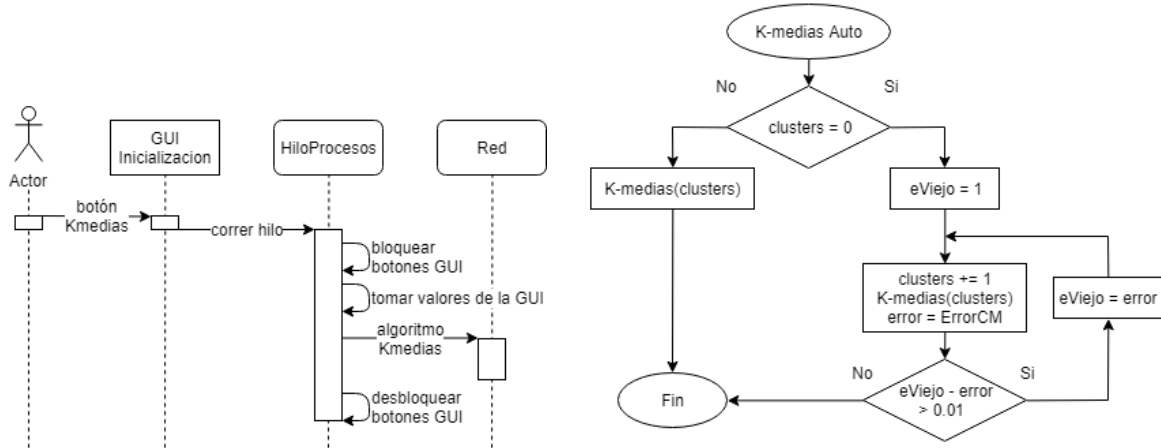 Actor
GUI
Inicializacion
HiloProcesos
Red
botón
Kmedias
correr hilo
bloquear
botones GUI
tomar valores de la GUI
algoritmo
Kmedias
desbloquear
botones GUI
K-medias Auto
No
Si
clusters = 0
K-medias(clusters)
eViejo = 1
clusters += 1
K-medias(clusters)
error = ErrorCM
eViejo = error
No
Si
eViejo - error
> 0.01
Fin